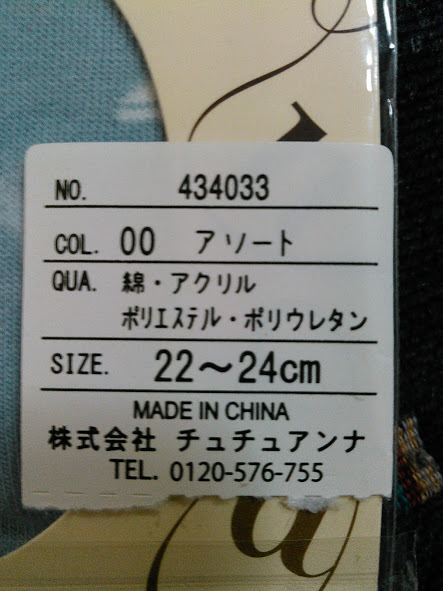 NO. 434033
COL. 00 アソート
QUA. 綿・アクリル
ポリエステル・ポリウレタン
SIZE. 22～24cm
MADE IN CHINA
株式会社 チュチュアンナ
TEL. 0120-576-755